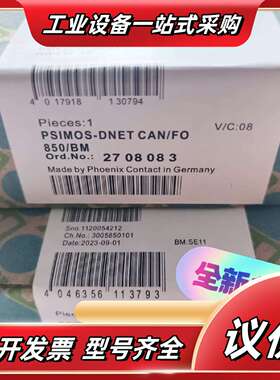 工业设备一站式采购
4 017918 130794
Pieces:1
V/C:08
PSIMOS-DNET CAN/FO
850/BM
Ord.No.: 27 08 08 3
Made by Phoenix Contact in Germany
Sno:1120054212
Ch.No.: 3005850101
Date:2023-09-01
BM:SE11
全新
4 046356 113793
开发票 型号齐全
议价